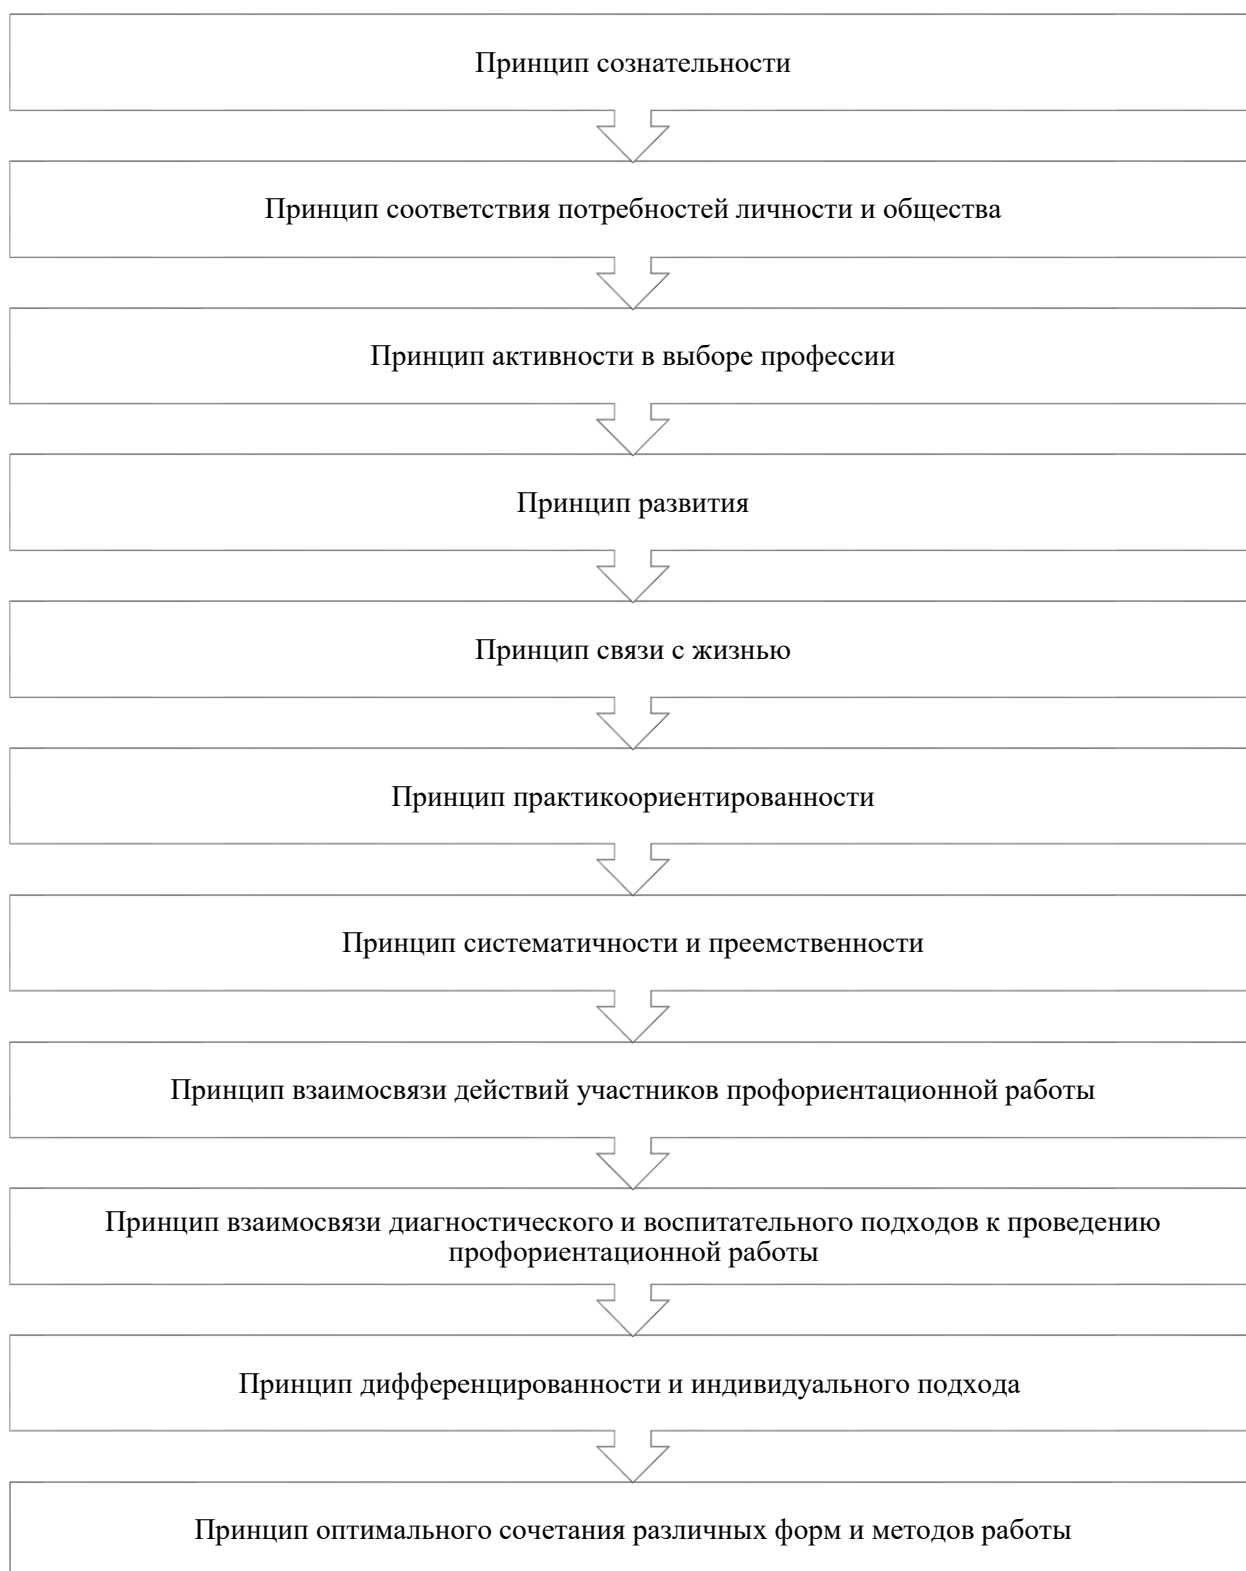 Принцип сознательности
Принцип соответствия потребностей личности и общества
Принцип активности в выборе профессии
Принцип развития
Принцип связи с жизнью
Принцип практикоориентированности
Принцип систематичности и преемственности
Принцип взаимосвязи действий участников профориентационной работы
Принцип взаимосвязи диагностического и воспитательного подходов к проведению
профориентационной работы
Принцип дифференцированности и индивидуального подхода
Принцип оптимального сочетания различных форм и методов работы